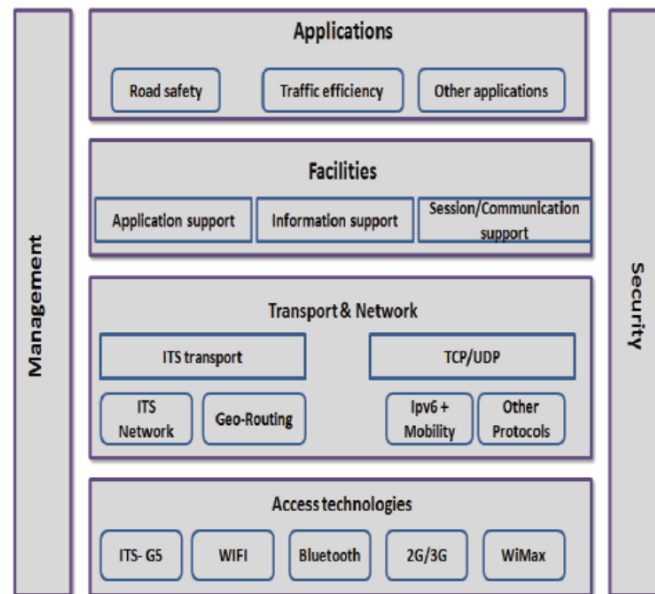 Applications
Road safety
Traffic efficiency
Other applications
Facilities
Application support
Information support
Session/Communication
support
Management
Security
Transport & Network
ITS transport
TCP/UDP
ITS
Network
Geo-Routing
Ipv6 +
Mobility
Other
Protocols
Access technologies
ITS- G5
WIFI
Bluetooth
2G/3G
WiMax